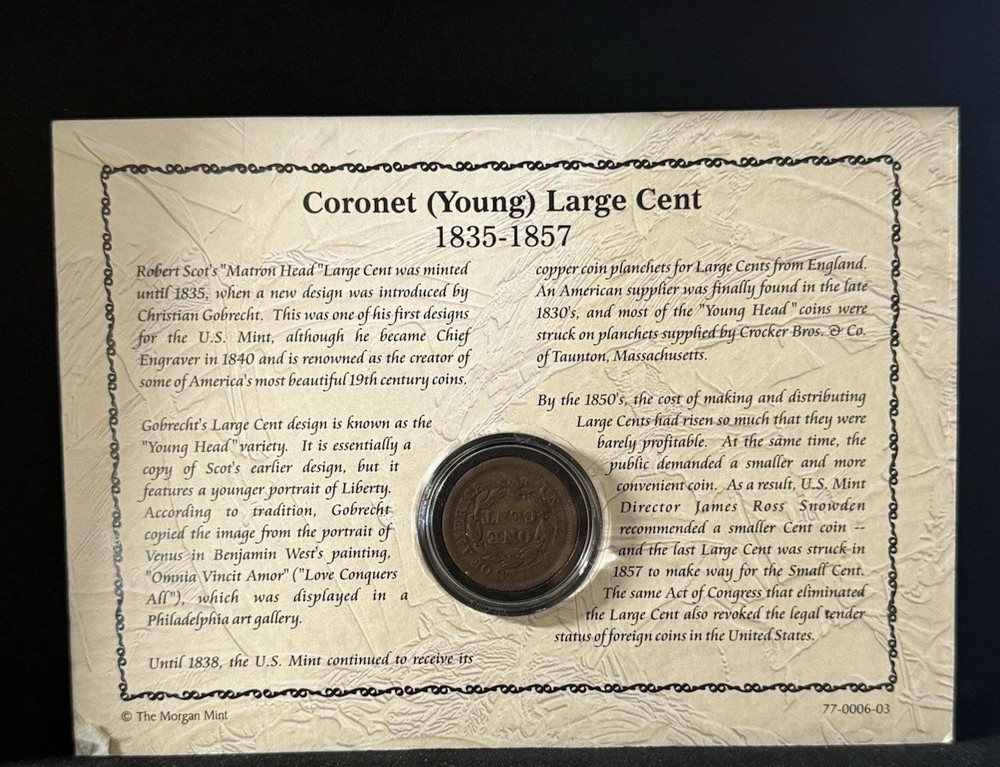 Coronet (Young) Large Cent
1835-1857
Robert Scot's "Matron Head" Large Cent was minted
until 1835, when a new design was introduced by
Christian Gobrecht. This was one of his first designs
for the U.S. Mint, although he became Chief
Engraver in 1840 and is renowned as the creator of
some of America's most beautiful 19th century coins.
Gobrecht's Large Cent design is known as the
"Young Head" variety. It is essentially a
copy of Scot's earlier design, but it
features a younger portrait of Liberty.
According to tradition, Gobrecht
copied the image from the portrait of
Venus in Benjamin West's painting,
"Omnia Vincit Amor" ("Love Conquers
All"), which was displayed in a
Philadelphia art gallery.
Until 1838, the U.S. Mint continued to receive its
copper coin planchets for Large Cents from England.
An American supplier was finally found in the late
1830's, and most of the "Young Head" coins were
struck on planchets supplied by Crocker Bros. & Co.
of Taunton, Massachusetts.
By the 1850's, the cost of making and distributing
Large Cents had risen so much that they were
barely profitable. At the same time, the
public demanded a smaller and more
convenient coin. As a result, U.S. Mint
Director James Ross Snowden
recommended a smaller Cent coin --
and the last Large Cent was struck in
1857 to make way for the Small Cent.
The same Act of Congress that eliminated
the Large Cent also revoked the legal tender
status of foreign coins in the United States.
ONE
CENT
© The Morgan Mint
77-0006-03